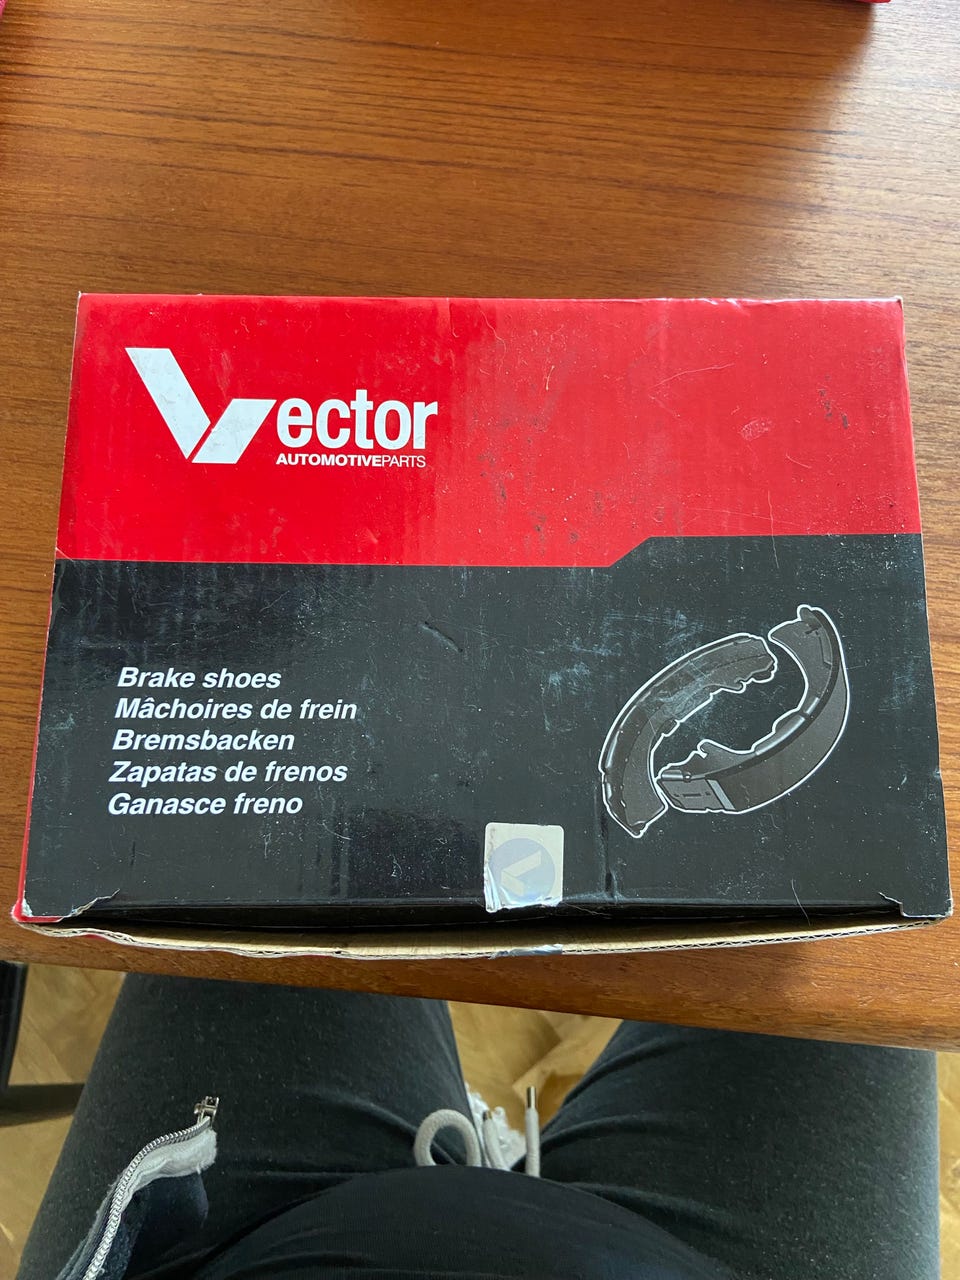 Vector
AUTOMOTIVEPARTS
Brake shoes
Mâchoires de frein
Bremsbacken
Zapatas de frenos
Ganasce freno